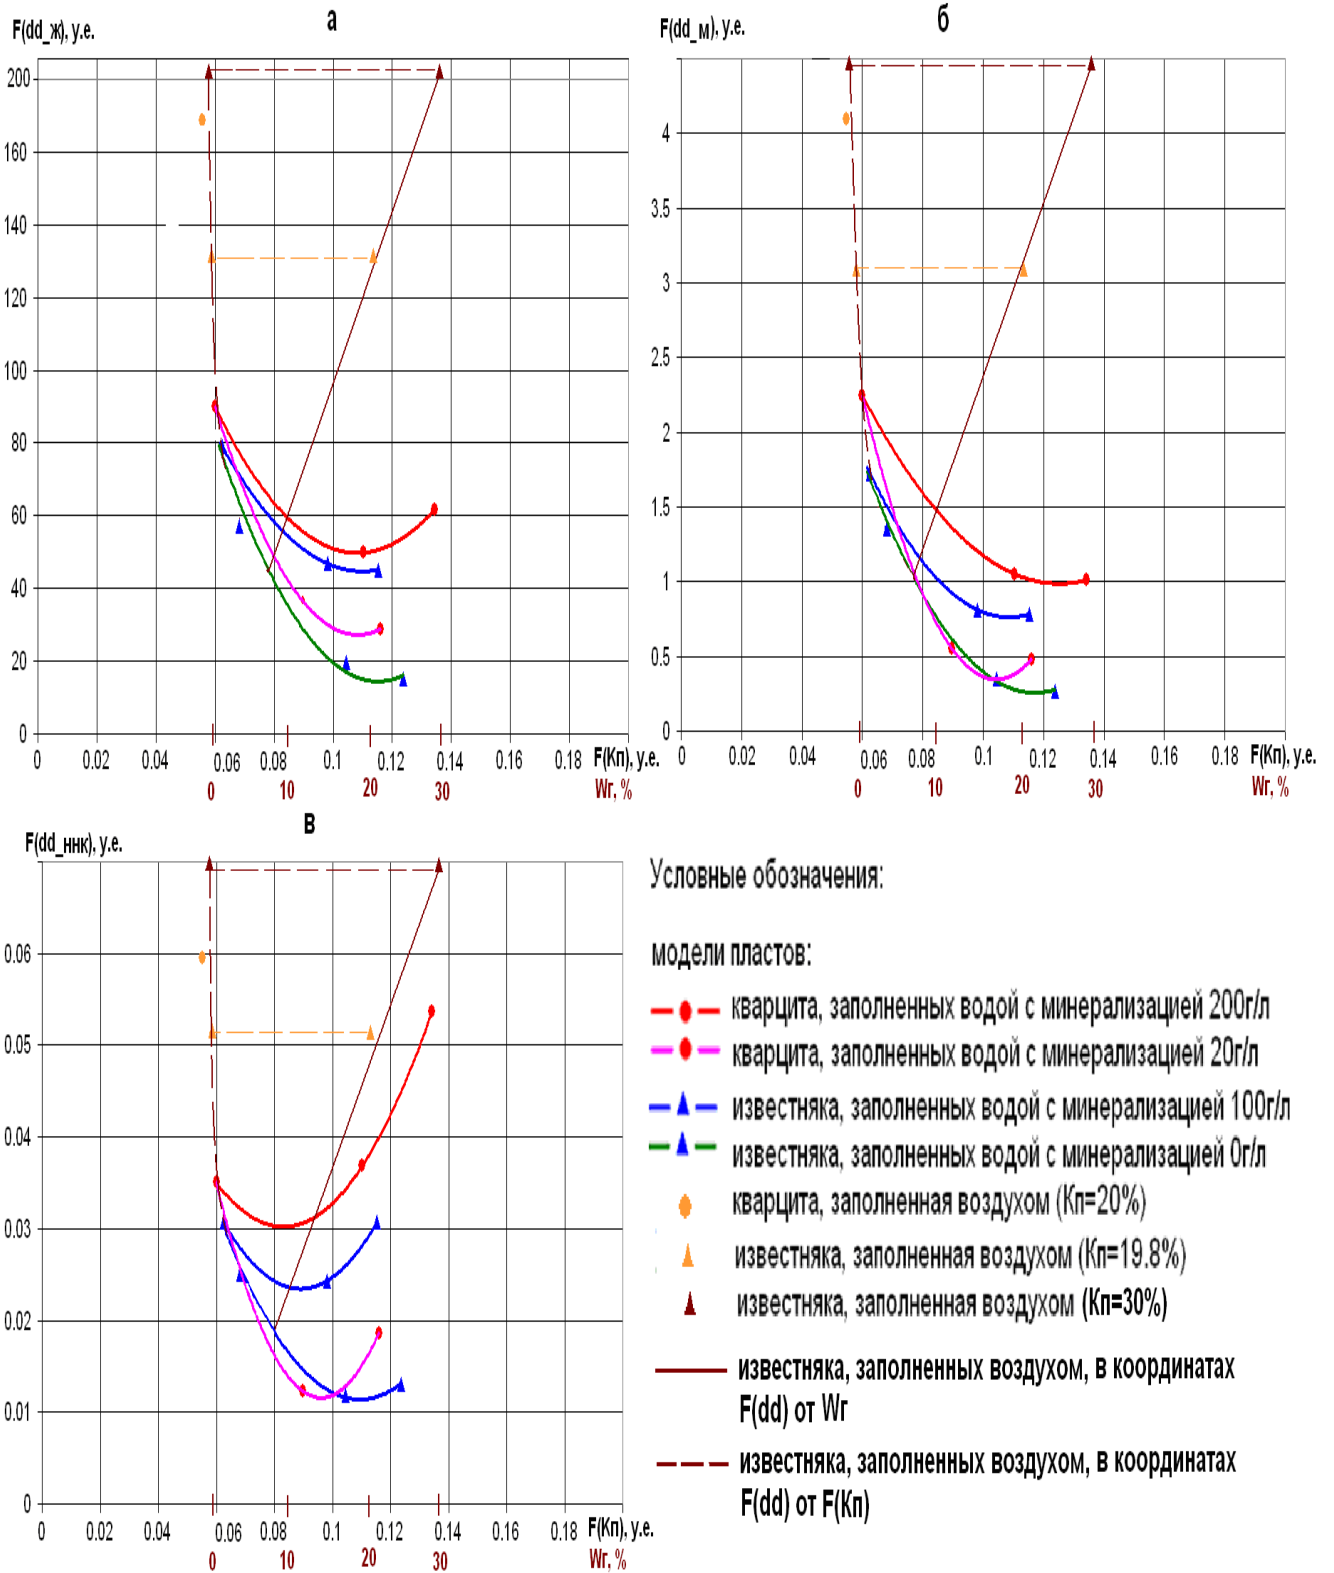 а
F(dd_ж), у.е.
200
160
140
120
100
80
60
40
20
0
0 0.02 0.04 0.06 0.08 0.1 0.12 0.14 0.16 0.18 F(Кп), у.е.
0 10 20 30 Wг, %
б
F(dd_м), у.е.
4
3.5
3
2.5
2
1.5
1
0.5
0
0 0.02 0.04 0.06 0.08 0.1 0.12 0.14 0.16 0.18 F(Кп), у.е.
0 10 20 30 Wг, %
в
F(dd_ннк), у.е.
0.06
0.05
0.04
0.03
0.02
0.01
0
0 0.02 0.04 0.06 0.08 0.1 0.12 0.14 0.16 0.18 F(Кп), у.е.
0 10 20 30 Wг, %
Условные обозначения:
модели пластов:
кварцита, заполненных водой с минерализацией 200г/л
кварцита, заполненных водой с минерализацией 20г/л
известняка, заполненных водой с минерализацией 100г/л
известняка, заполненных водой с минерализацией 0г/л
кварцита, заполненная воздухом (Кп=20%)
известняка, заполненная воздухом (Кп=19.8%)
известняка, заполненная воздухом (Кп=30%)
известняка, заполненных воздухом, в координатах
F(dd) от Wг
известняка, заполненных воздухом, в координатах
F(dd) от F(Кп)